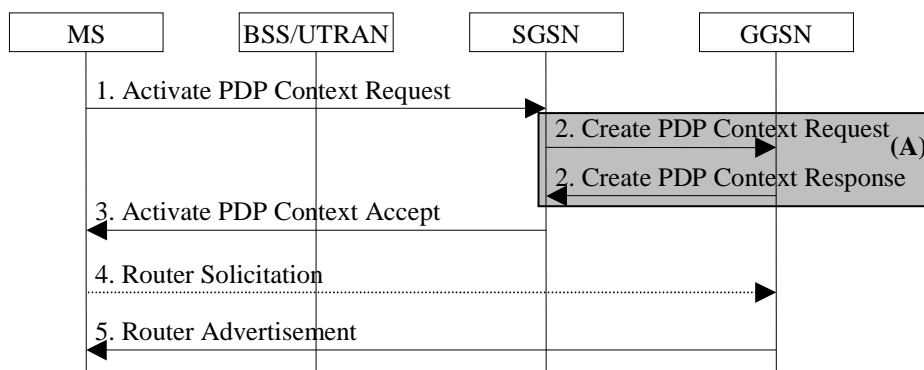 MS
BSS/UTRAN
SGSN
GGSN
1. Activate PDP Context Request
2. Create PDP Context Request
(A)
2. Create PDP Context Response
3. Activate PDP Context Accept
4. Router Solicitation
5. Router Advertisement